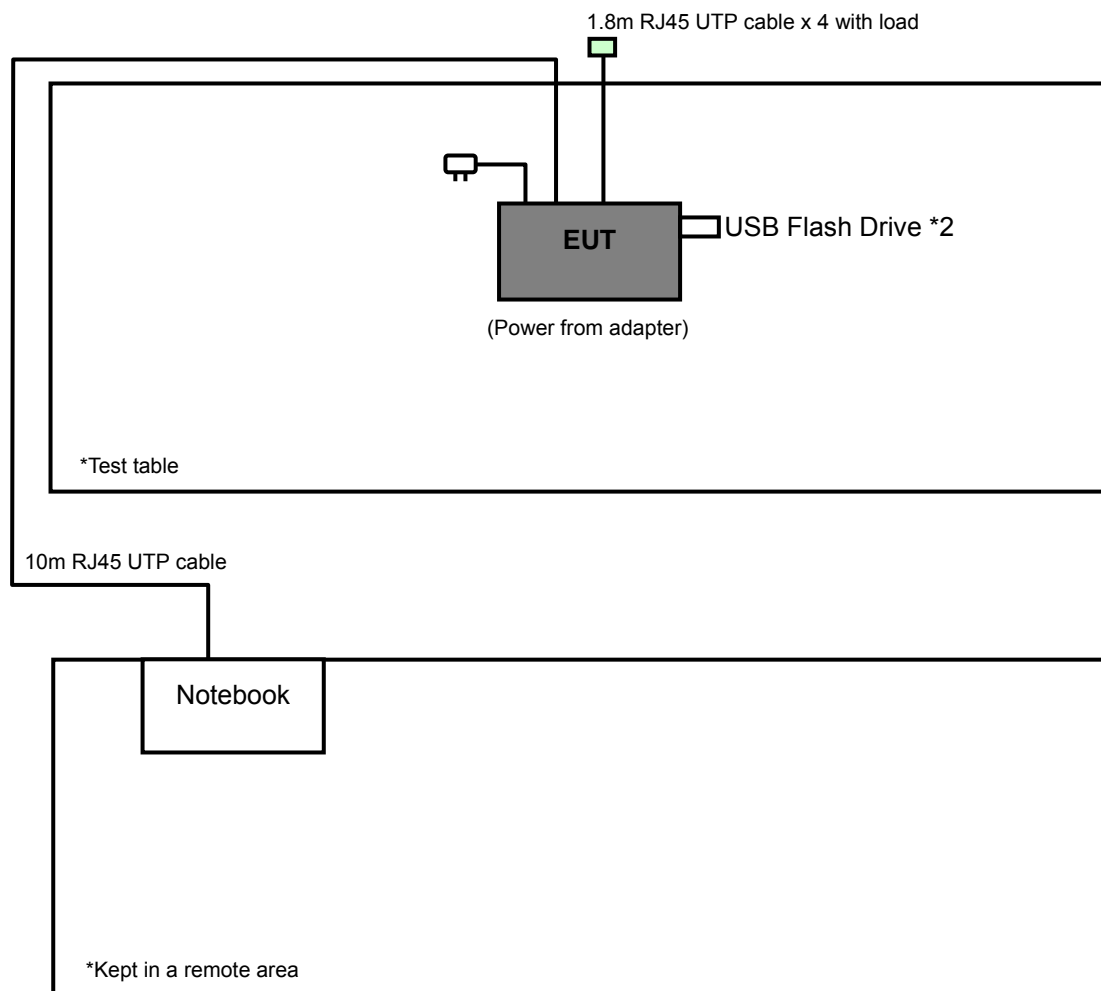 1.8m RJ45 UTP cable x 4 with load
EUT
USB Flash Drive *2
(Power from adapter)
*Test table
10m RJ45 UTP cable
Notebook
*Kept in a remote area